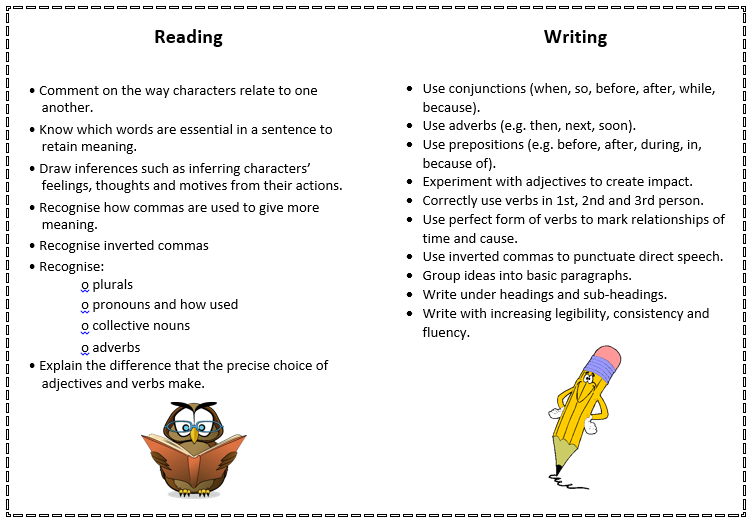 Reading
• Comment on the way characters relate to one
another.
• Know which words are essential in a sentence to
retain meaning.
• Draw inferences such as inferring characters’
feelings, thoughts and motives from their actions.
• Recognise how commas are used to give more
meaning.
• Recognise inverted commas
• Recognise:
o plurals
o pronouns and how used
o collective nouns
o adverbs
• Explain the difference that the precise choice of
adjectives and verbs make.
Writing
• Use conjunctions (when, so, before, after, while,
because).
• Use adverbs (e.g. then, next, soon).
• Use prepositions (e.g. before, after, during, in,
because of).
• Experiment with adjectives to create impact.
• Correctly use verbs in 1st, 2nd and 3rd person.
• Use perfect form of verbs to mark relationships of
time and cause.
• Use inverted commas to punctuate direct speech.
• Group ideas into basic paragraphs.
• Write under headings and sub-headings.
• Write with increasing legibility, consistency and
fluency.